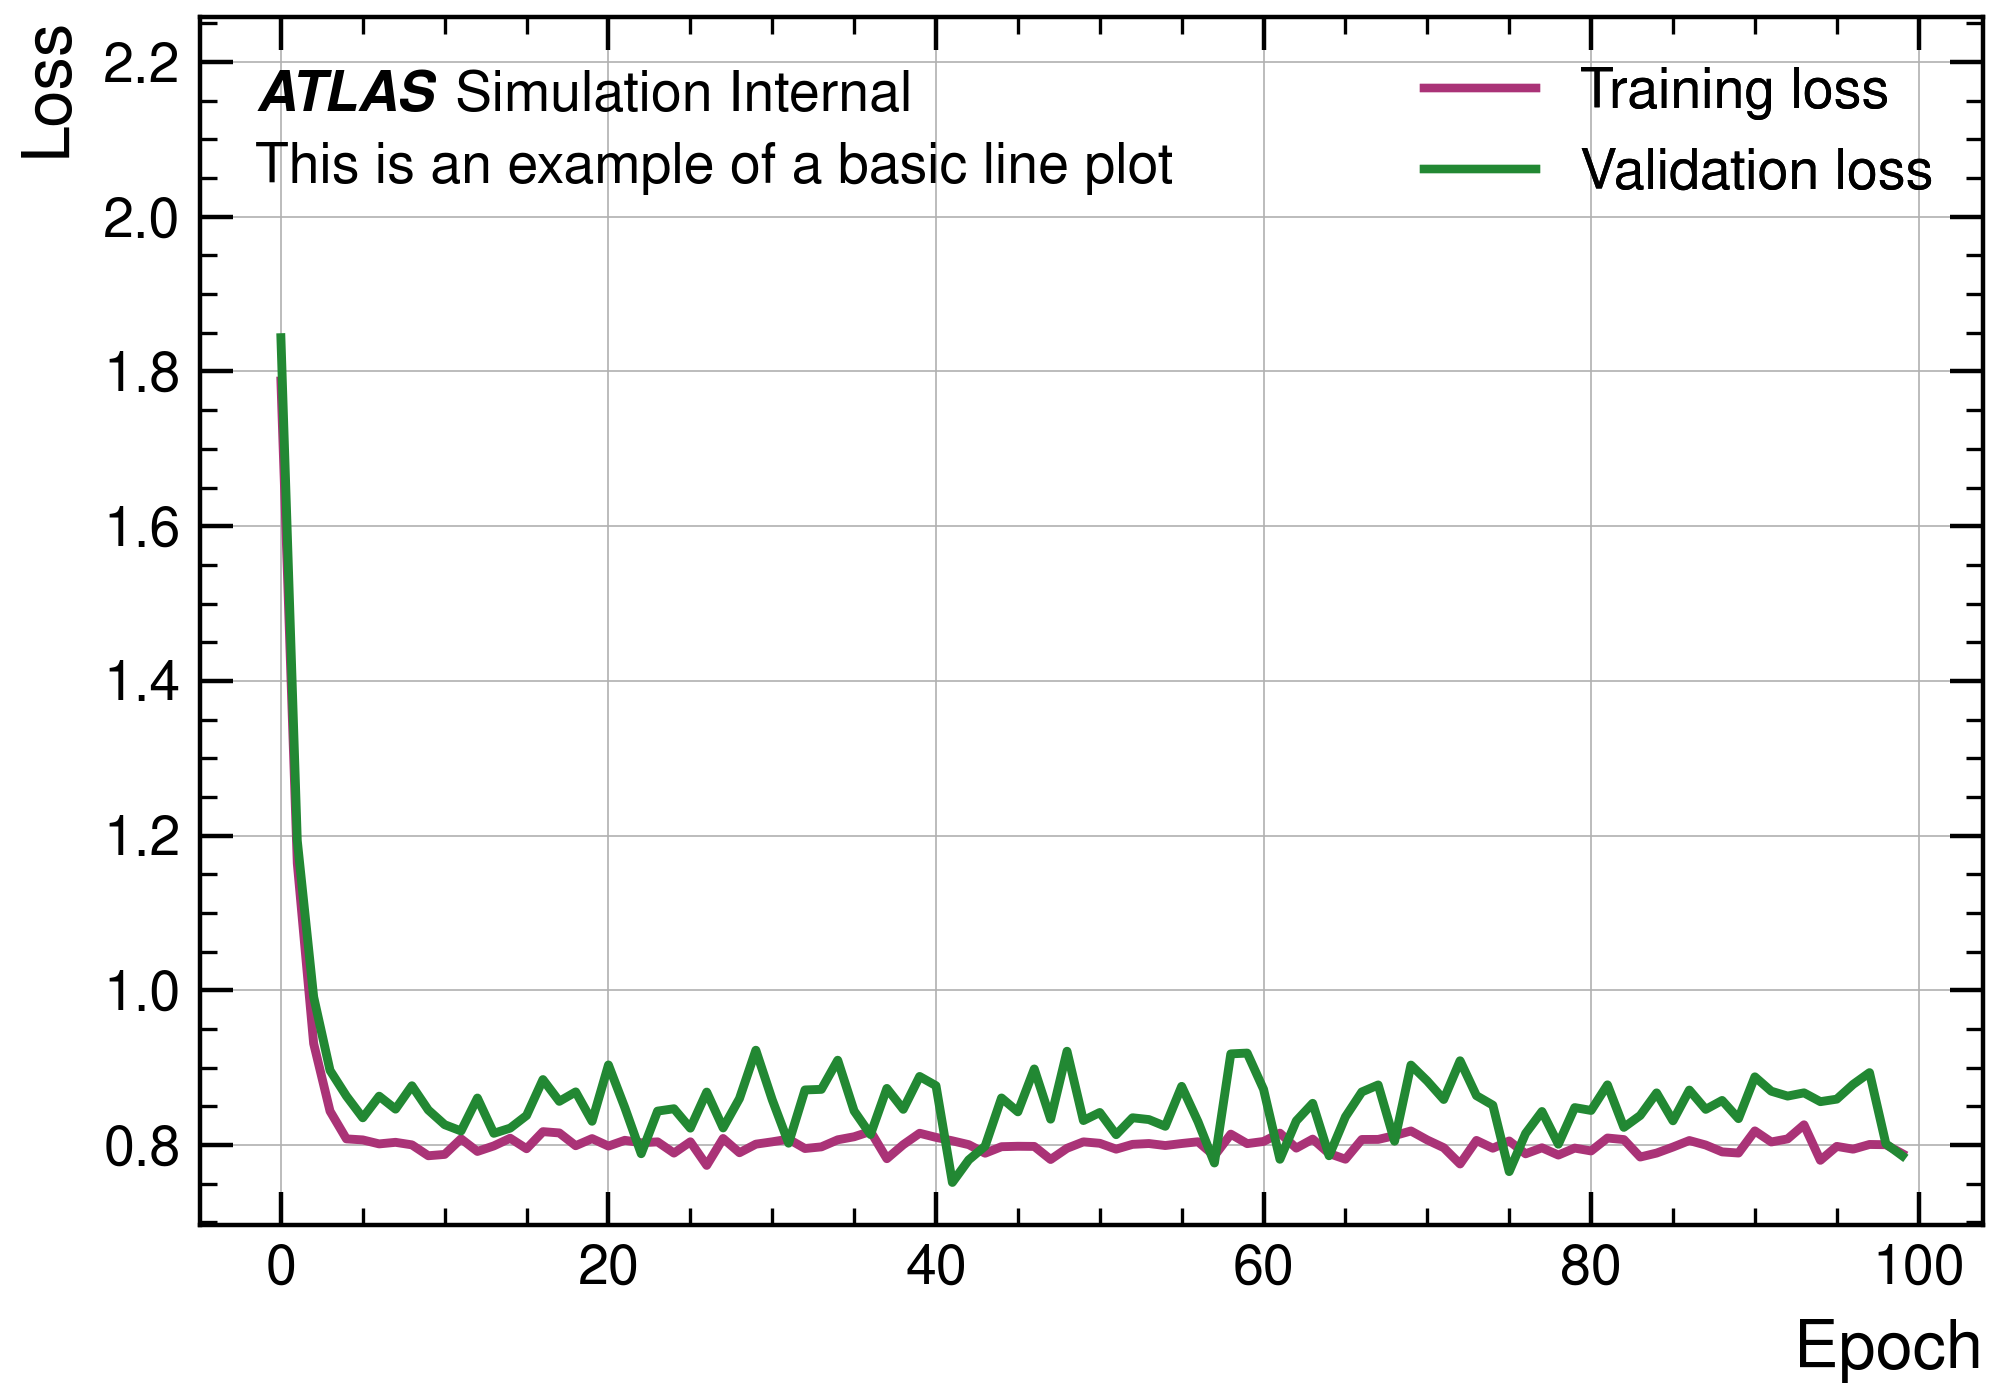 Loss
2.2
2.0
1.8
1.6
1.4
1.2
1.0
0.8
ATLAS Simulation Internal
This is an example of a basic line plot
Training loss
Validation loss
0 20 40 60 80 100
Epoch